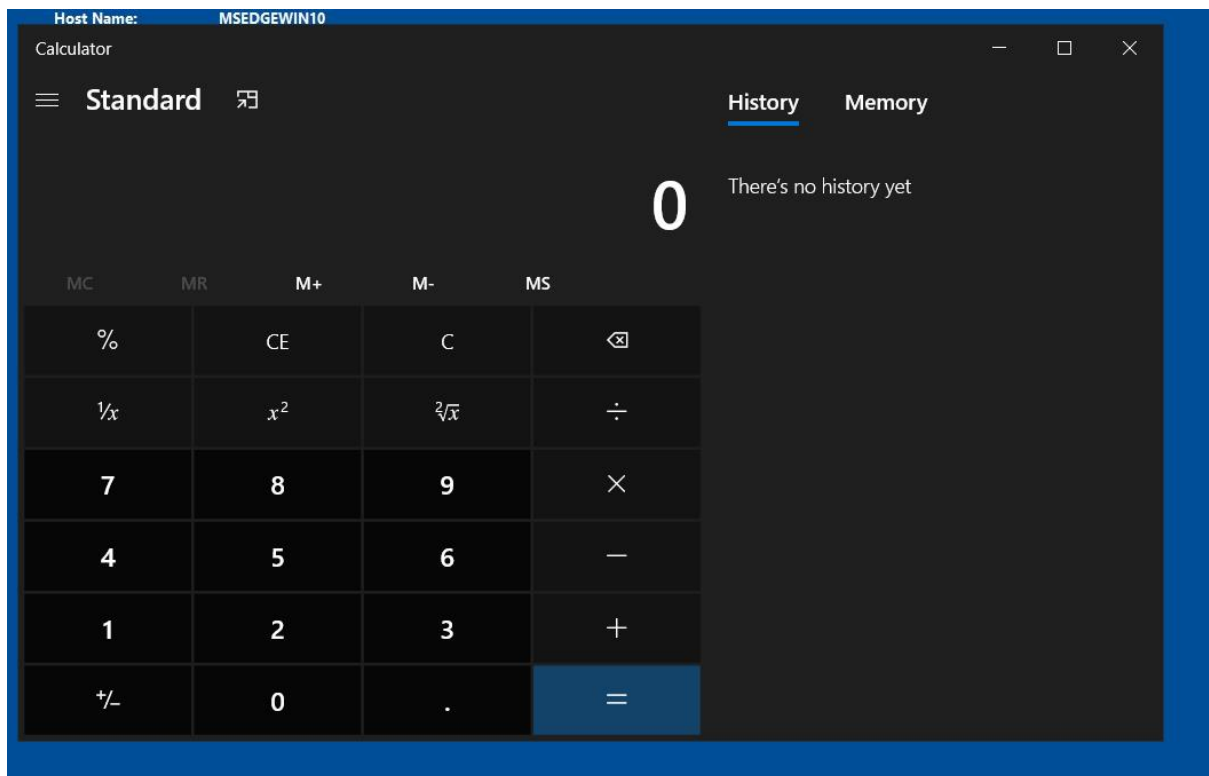 Host Name: MSEDGEWIN10
Calculator
Standard
History Memory
0
There's no history yet
MC MR M+ M- MS
% CE C
¹/x x² ²√x ÷
7 8 9 ×
4 5 6 −
1 2 3 +
+/− 0 . =